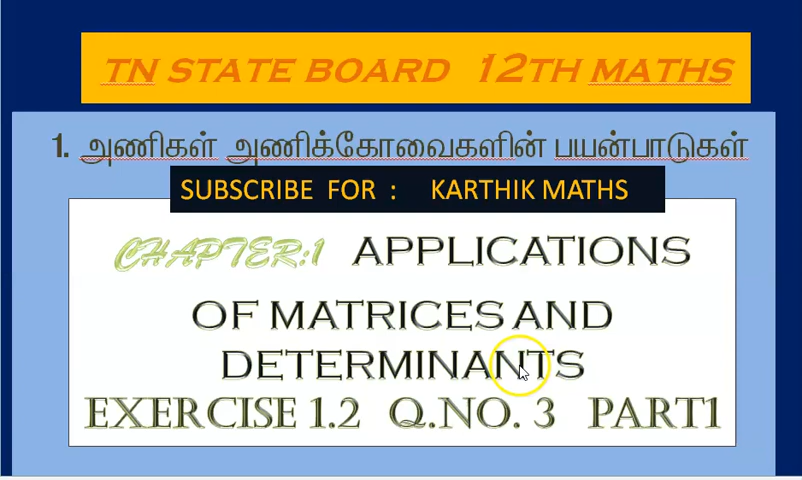 TN STATE BOARD 12TH MATHS
1. அணிகள் அணிக்கோவைகளின் பயன்பாடுகள்
SUBSCRIBE FOR : KARTHIK MATHS
CHAPTER:1 APPLICATIONS
OF MATRICES AND
DETERMINANTS
EXERCISE 1.2 Q.NO. 3 PART1